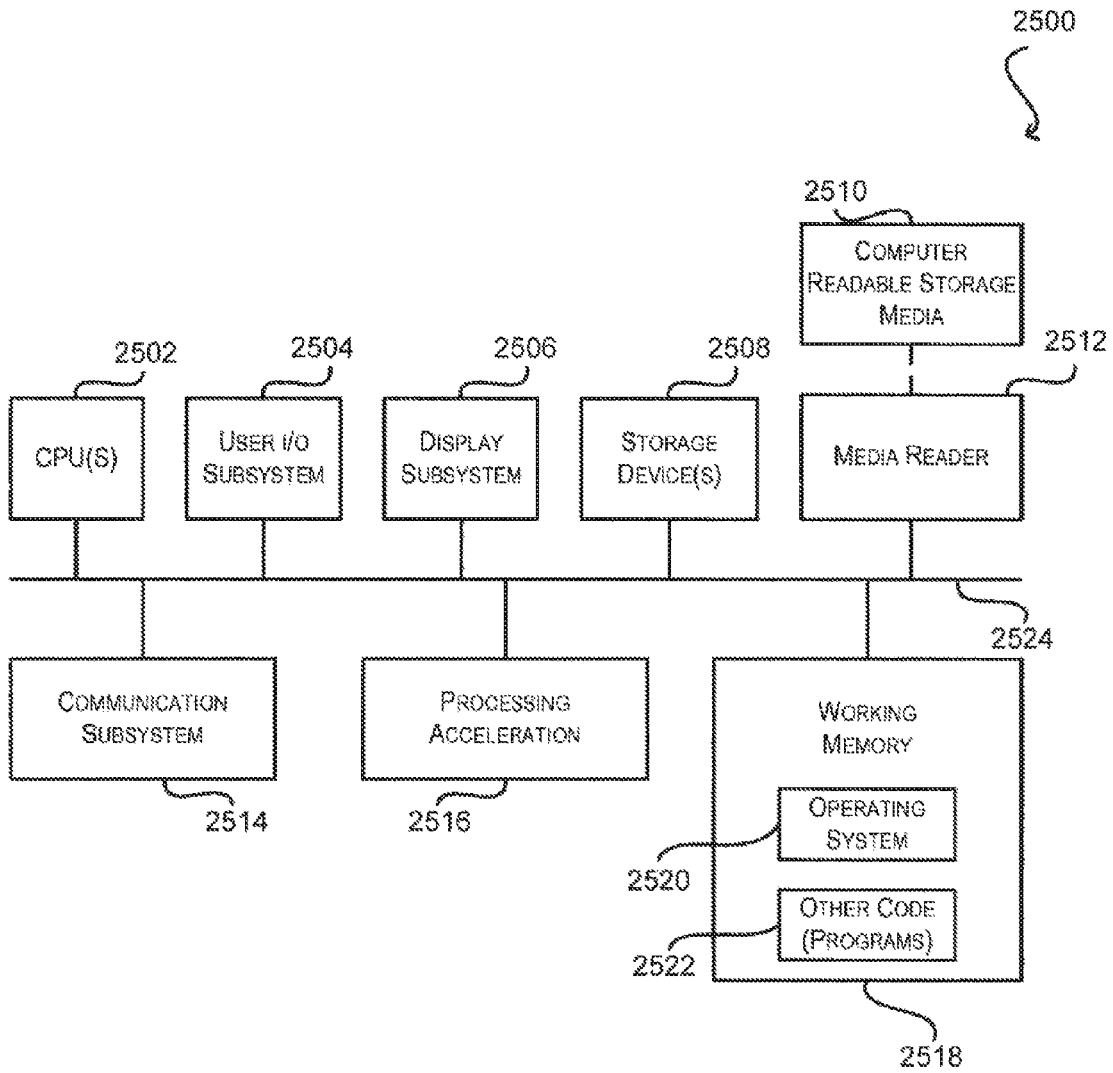 2500
2510
COMPUTER
READABLE STORAGE
MEDIA
2502
2504
2506
2508
2512
CPU(S)
USER I/O
SUBSYSTEM
DISPLAY
SUBSYSTEM
STORAGE
DEVICE(S)
MEDIA READER
2524
COMMUNICATION
SUBSYSTEM
PROCESSING
ACCELERATION
WORKING
MEMORY
2514
2516
OPERATING
SYSTEM
2520
OTHER CODE
(PROGRAMS)
2522
2518